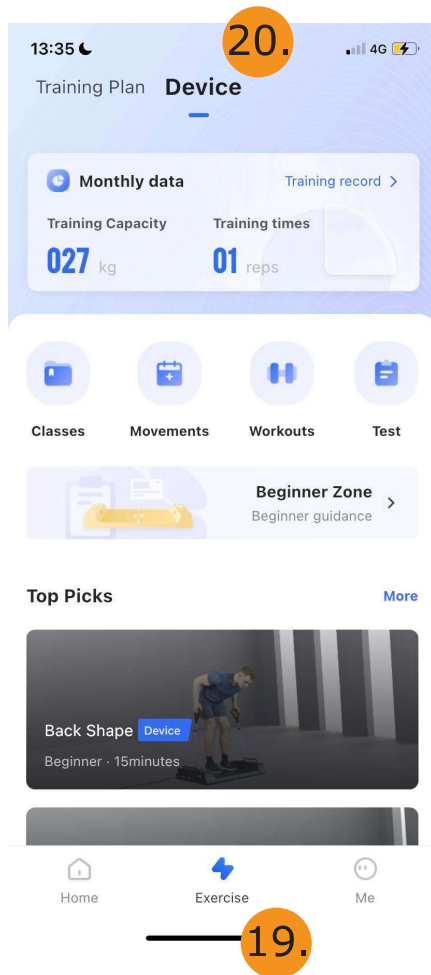 20.
13:35
4G
Training Plan Device
Monthly data
Training record >
Training Capacity Training times
027 kg 01 reps
Classes Movements Workouts Test
Beginner Zone
Beginner guidance
Top Picks More
Back Shape Device
Beginner · 15minutes
Home Exercise Me
19.